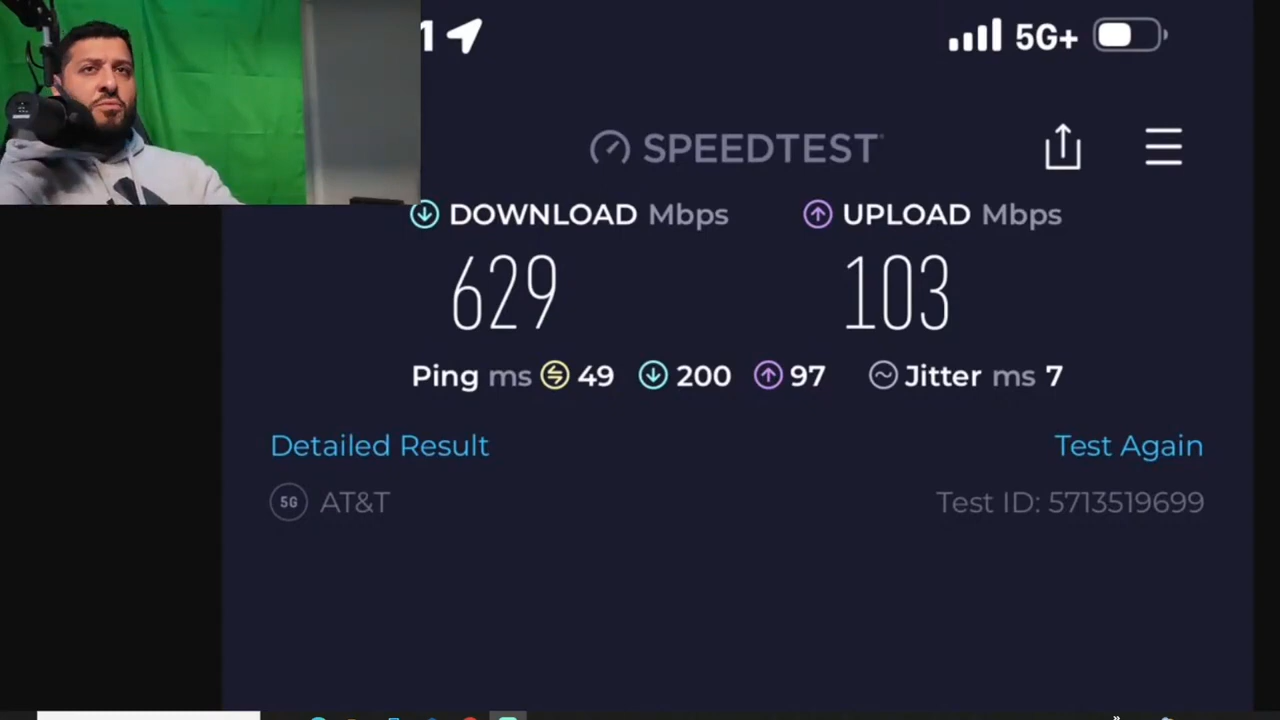 5G+
SPEEDTEST
DOWNLOAD Mbps UPLOAD Mbps
629 103
Ping ms 49 200 97 Jitter ms 7
Detailed Result Test Again
5G AT&T Test ID: 5713519699